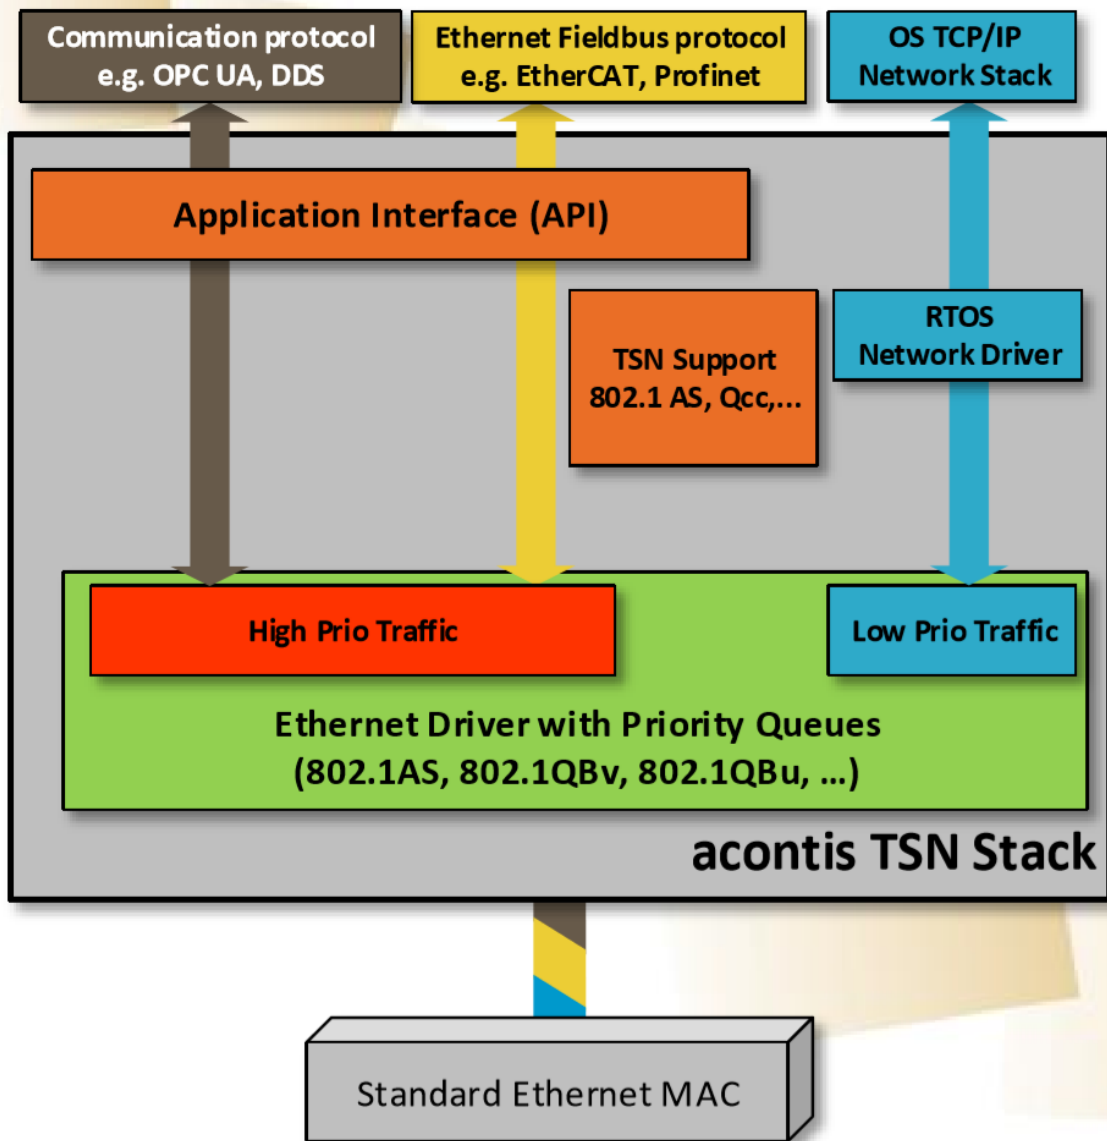 Communication protocol
e.g. OPC UA, DDS
Ethernet Fieldbus protocol
e.g. EtherCAT, Profinet
OS TCP/IP
Network Stack
Application Interface (API)
TSN Support
802.1 AS, Qcc,...
RTOS
Network Driver
High Prio Traffic
Low Prio Traffic
Ethernet Driver with Priority Queues
(802.1AS, 802.1QBv, 802.1QBu, ...)
acontis TSN Stack
Standard Ethernet MAC